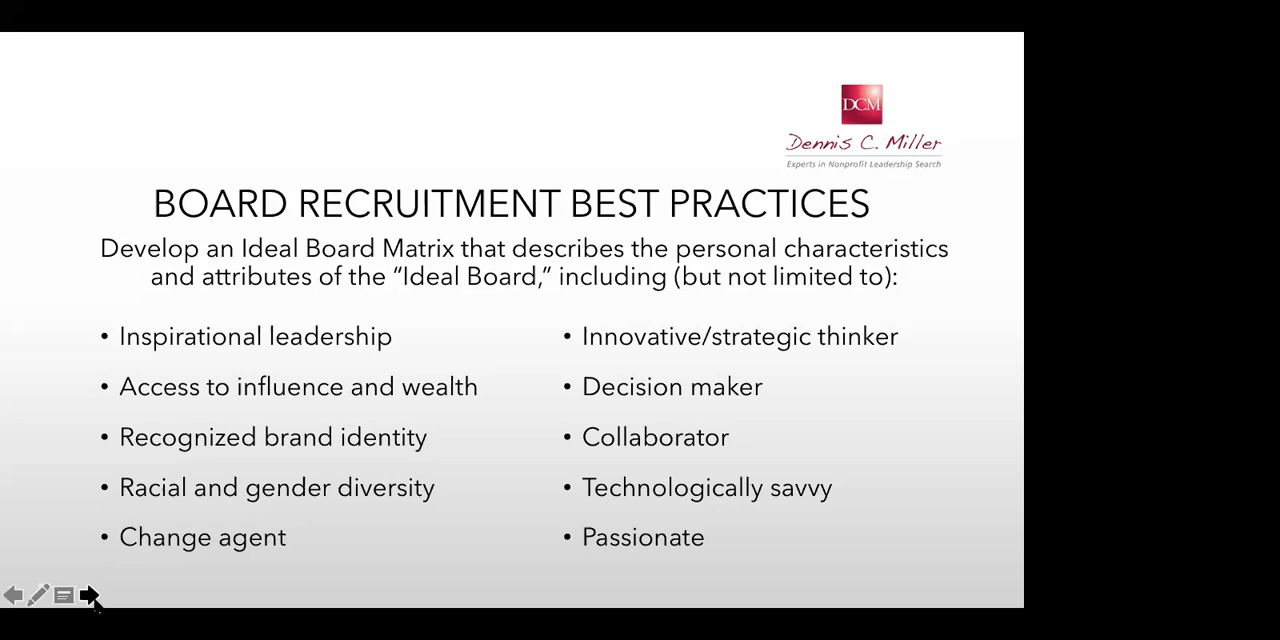 DCM
Dennis C. Miller
Experts in Nonprofit Leadership Search
BOARD RECRUITMENT BEST PRACTICES
Develop an Ideal Board Matrix that describes the personal characteristics
and attributes of the “Ideal Board,” including (but not limited to):
• Inspirational leadership
• Access to influence and wealth
• Recognized brand identity
• Racial and gender diversity
• Change agent
• Innovative/strategic thinker
• Decision maker
• Collaborator
• Technologically savvy
• Passionate